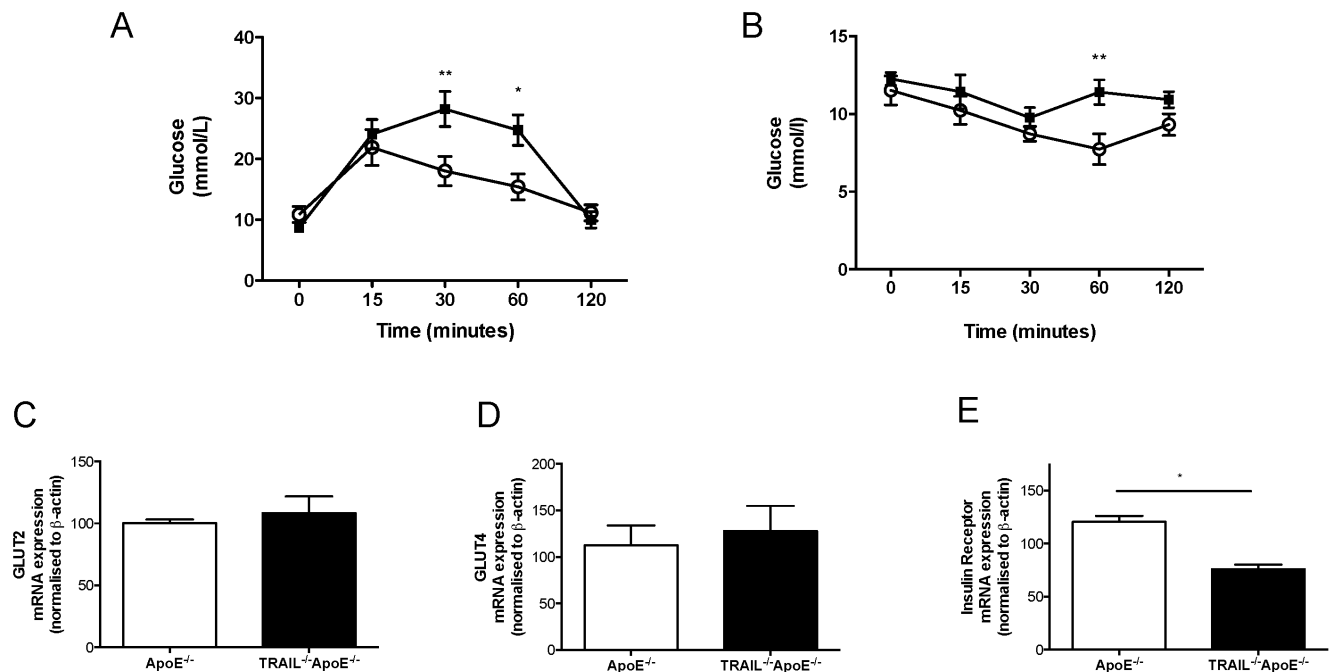 A
Glucose
(mmol/L)
40
30
20
10
0
**
*
0 15 30 60 120
Time (minutes)
B
Glucose
(mmol/l)
15
10
5
0
**
0 15 30 60 120
Time (minutes)
C
GLUT2
mRNA expression
(normalised to β-actin)
150
100
50
0
ApoE-/- TRAIL-/-ApoE-/-
D
GLUT4
mRNA expression
(normalised to β-actin)
200
150
100
50
0
ApoE-/- TRAIL-/-ApoE-/-
E
Insulin Receptor
mRNA expression
(normalised to β-actin)
150
100
50
0
*
ApoE-/- TRAIL-/-ApoE-/-